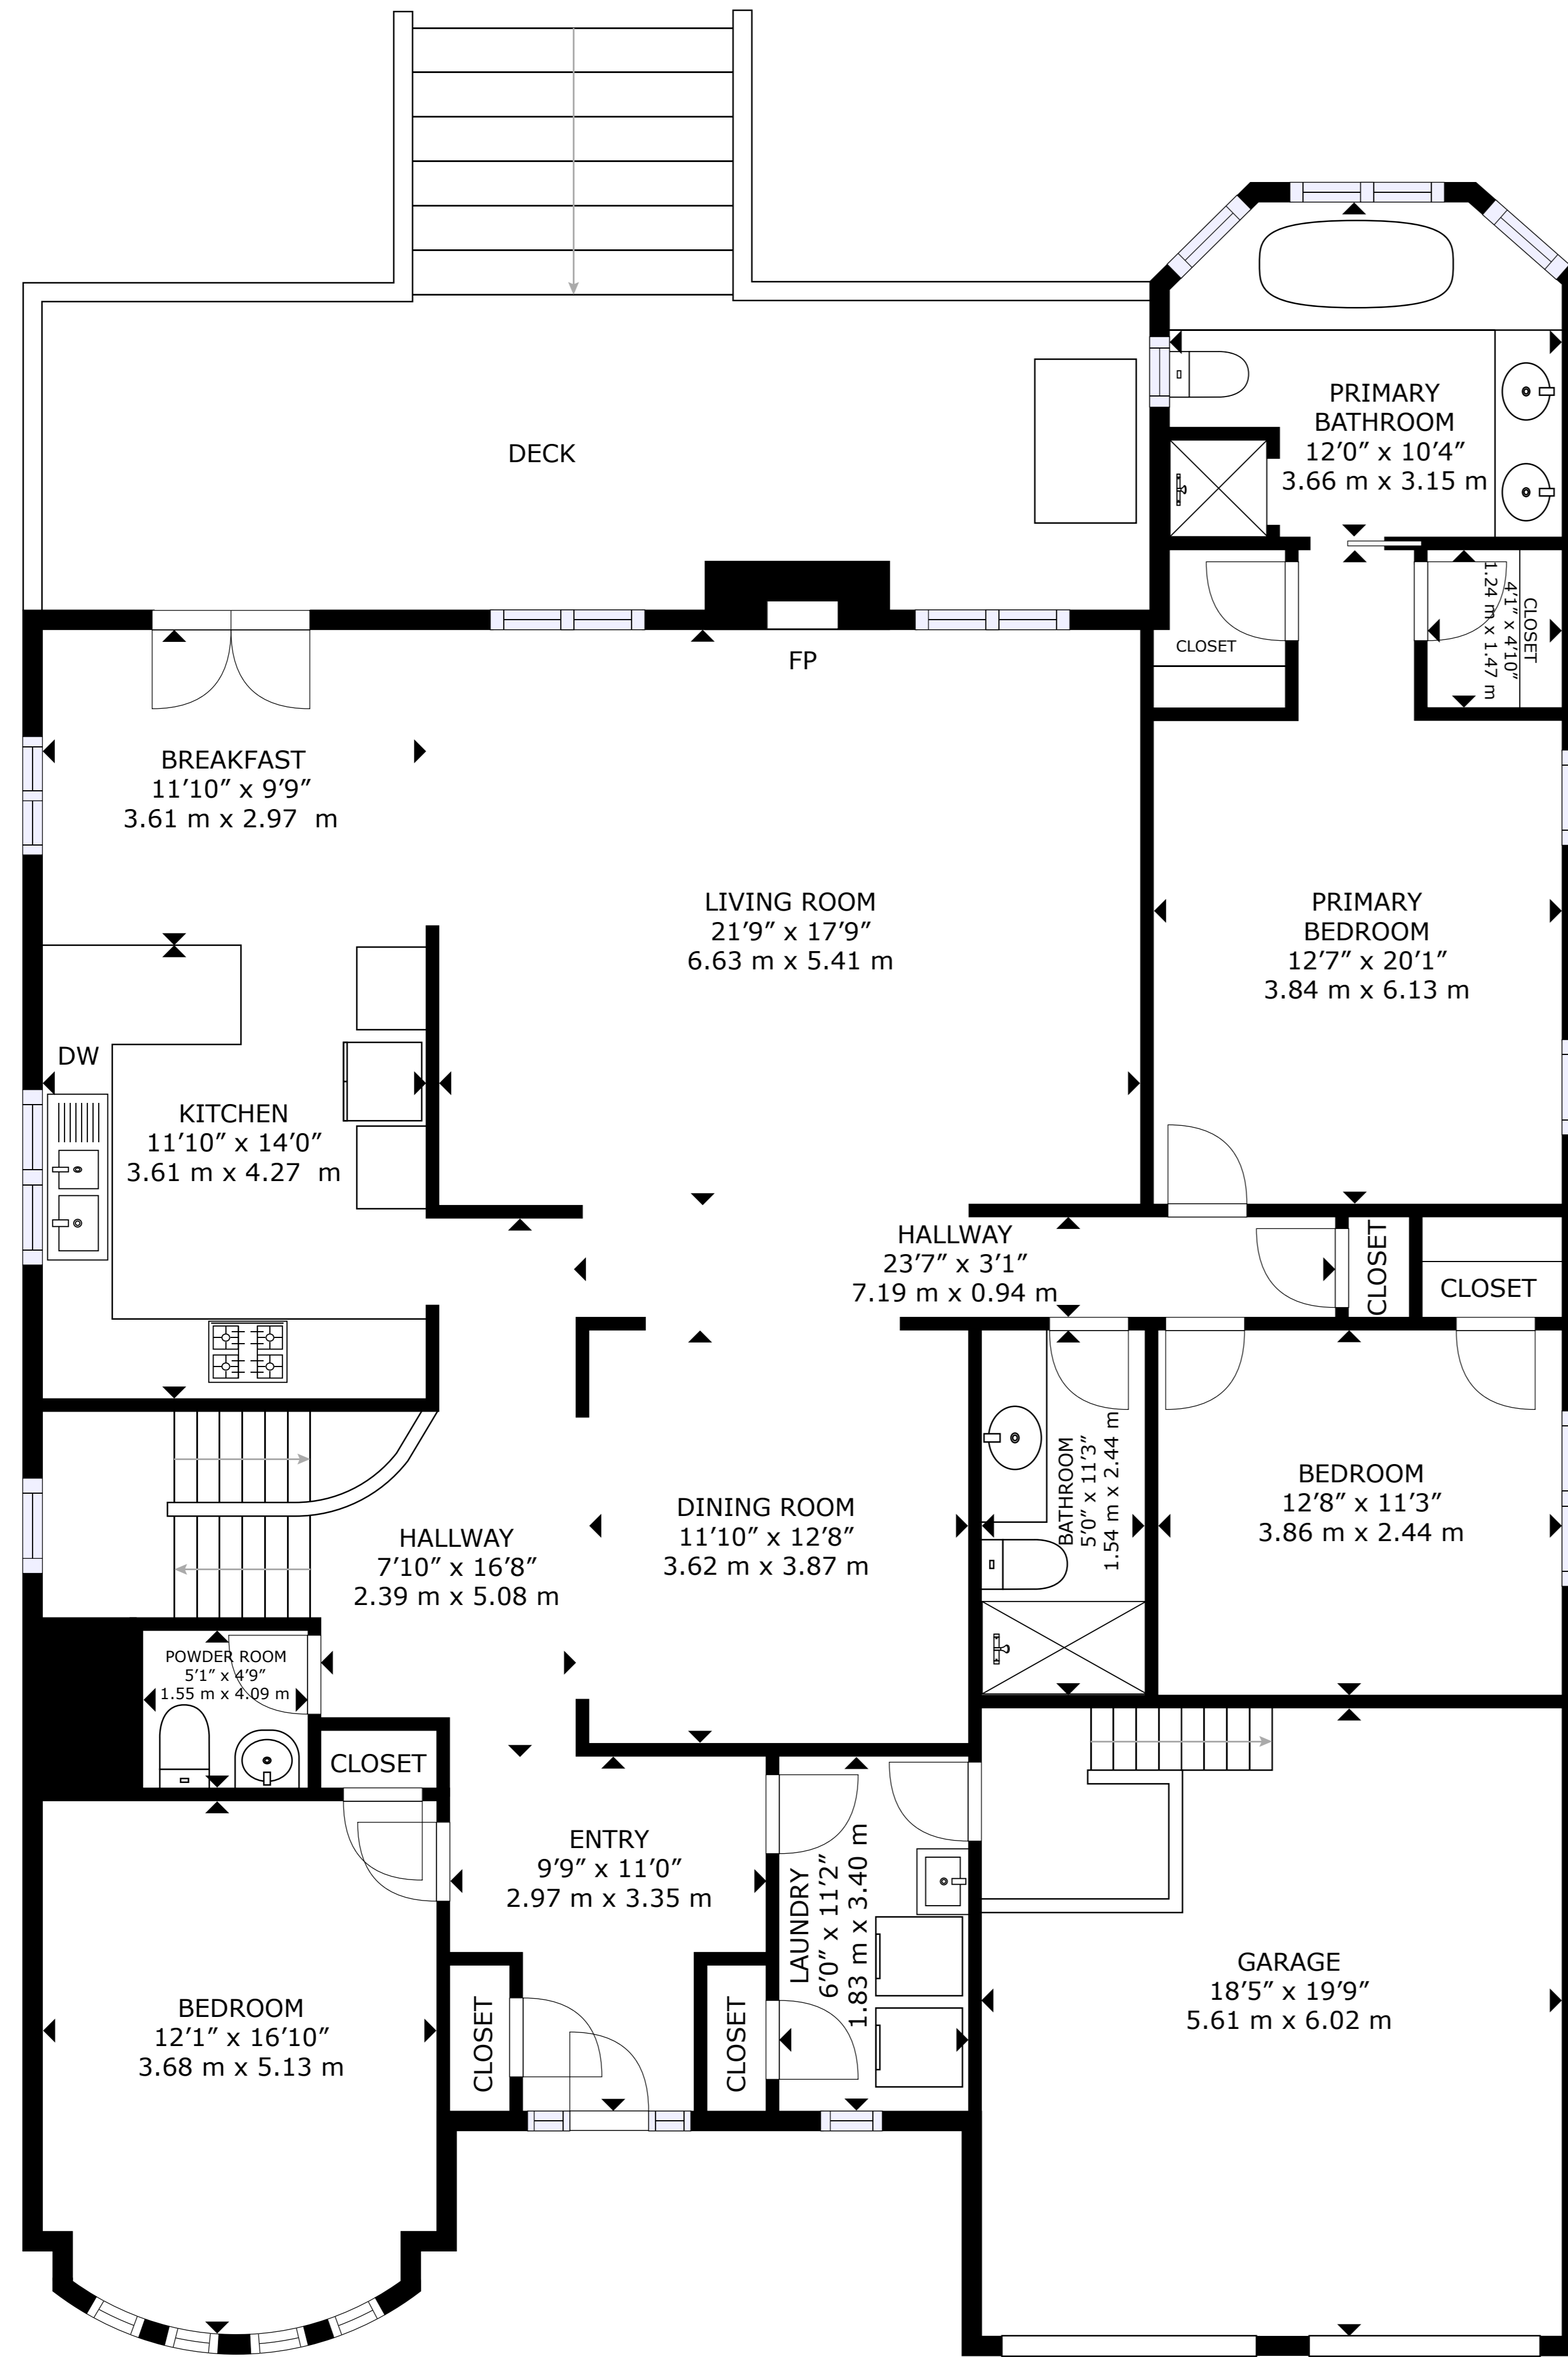 PRIMARY
BATHROOM
12’0” x 10’4”
3.66 m x 3.15 m
DECK
CLOSET
4’1” x 4’10”
1.24 m x 1.47 m
CLOSET
FP
BREAKFAST
11’10” x 9’9”
3.61 m x 2.97  m
LIVING ROOM
21’9” x 17’9”
6.63 m x 5.41 m
PRIMARY
BEDROOM
12’7” x 20’1”
3.84 m x 6.13 m
DW
KITCHEN
11’10” x 14’0”
3.61 m x 4.27  m
HALLWAY
23’7” x 3’1”
7.19 m x 0.94 m
CLOSET
CLOSET
HALLWAY
7’10” x 16’8”
2.39 m x 5.08 m
DINING ROOM
11’10” x 12’8”
3.62 m x 3.87 m
BATHROOM
5’0” x 11’3”
1.54 m x 2.44 m
BEDROOM
12’8” x 11’3”
3.86 m x 2.44 m
POWDER ROOM
5’1” x 4’9”
1.55 m x 4.09 m
CLOSET
ENTRY
9’9” x 11’0”
2.97 m x 3.35 m
LAUNDRY
6’0” x 11’2”
1.83 m x 3.40 m
GARAGE
18’5” x 19’9”
5.61 m x 6.02 m
BEDROOM
12’1” x 16’10”
3.68 m x 5.13 m
CLOSET
CLOSET